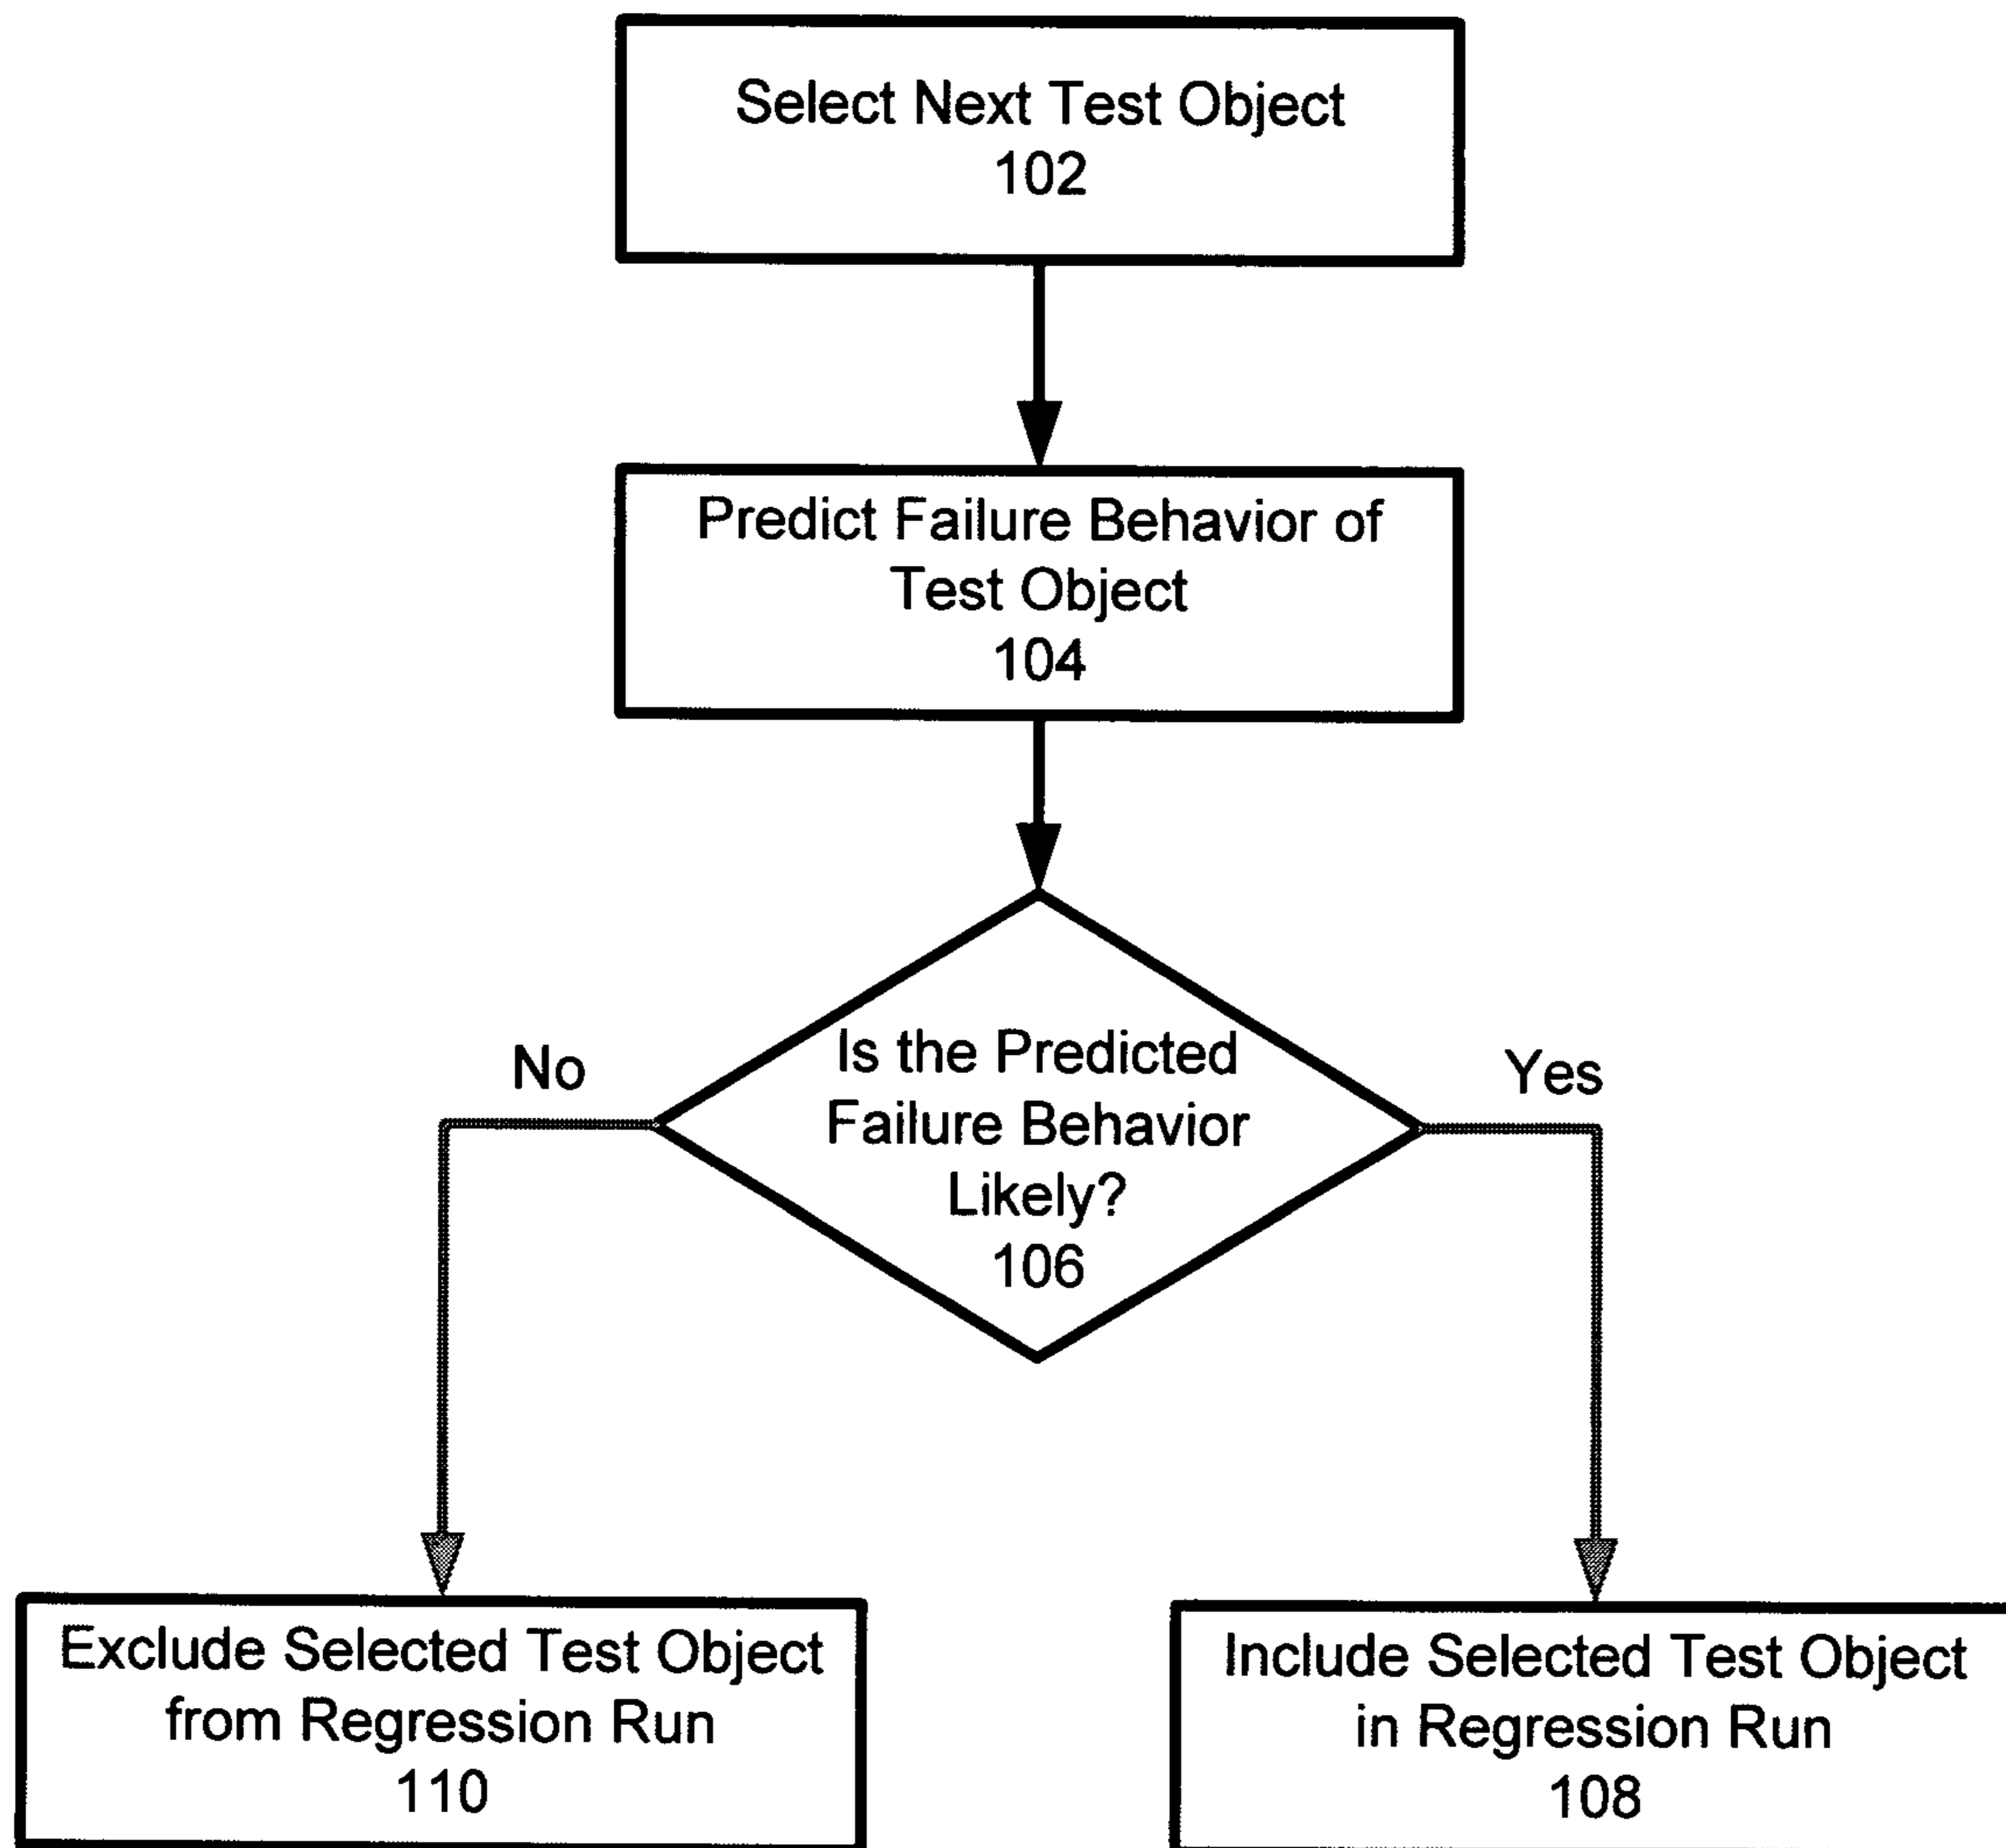 Select Next Test Object
102
Predict Failure Behavior of
Test Object
104
Is the Predicted
Failure Behavior
Likely?
106
No
Yes
Exclude Selected Test Object
from Regression Run
110
Include Selected Test Object
in Regression Run
108